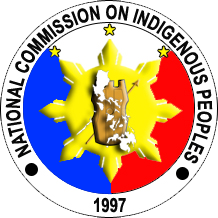 NATIONAL COMMISSION ON INDIGENOUS PEOPLES
1997